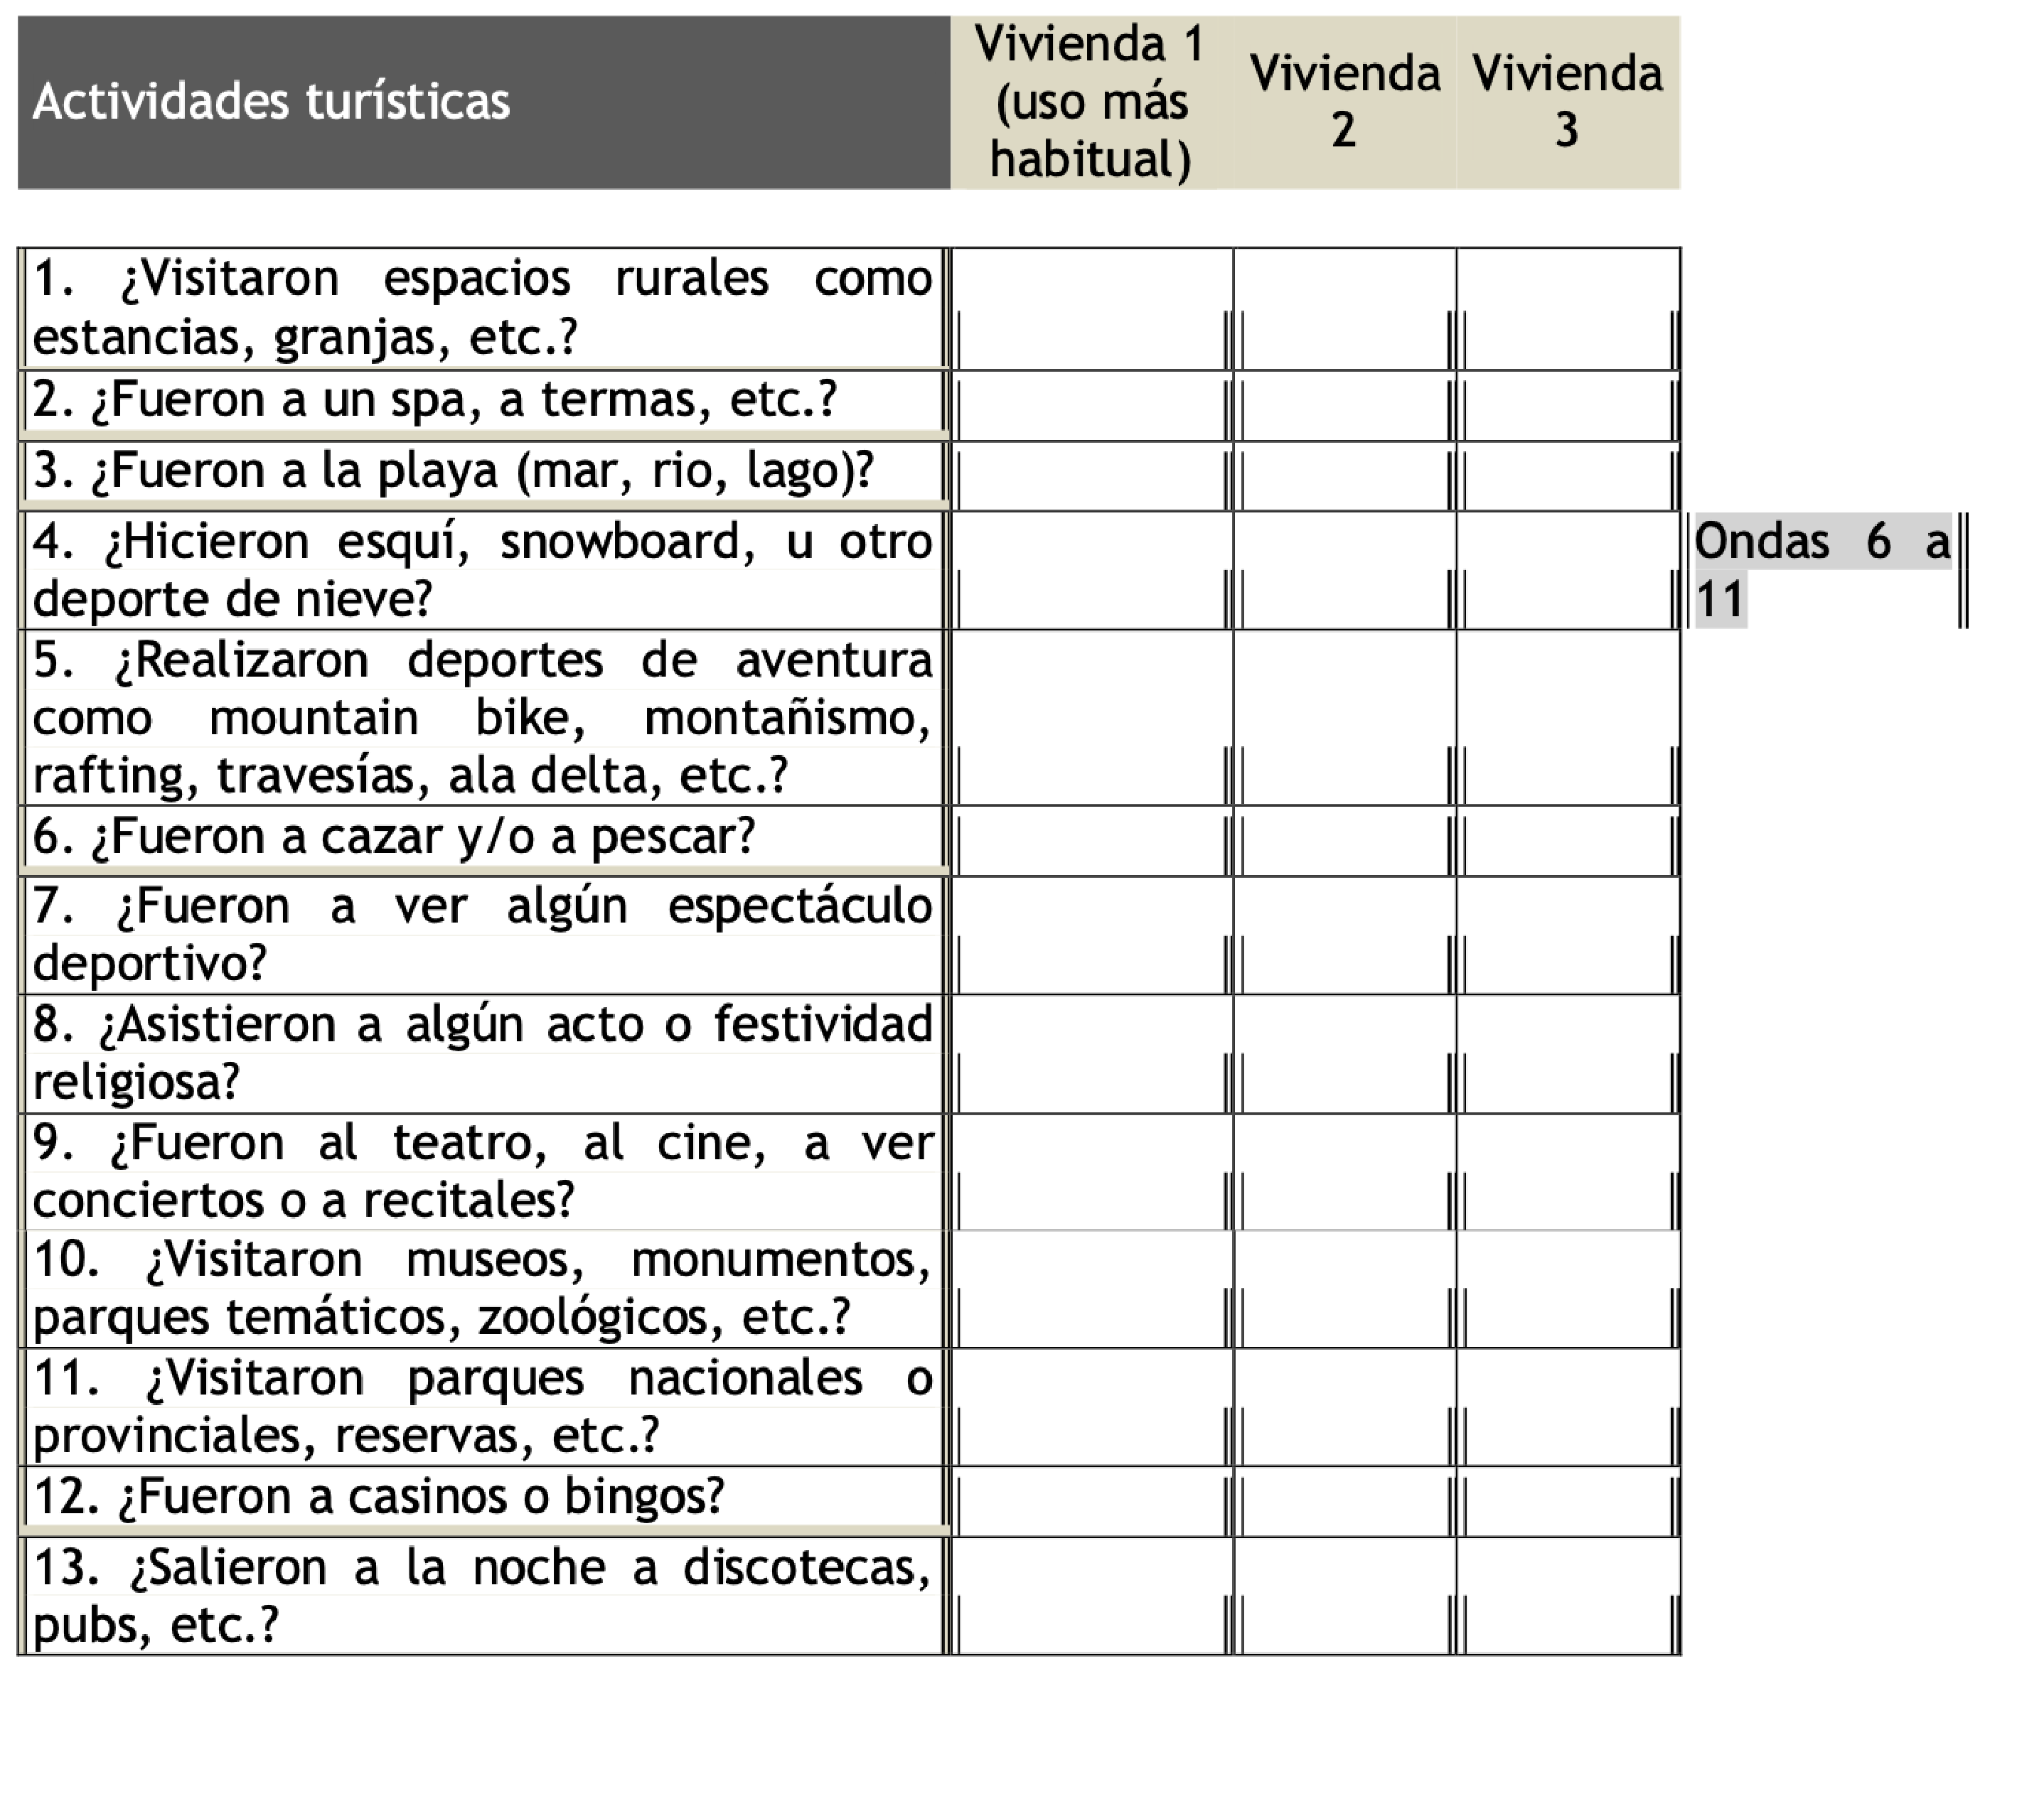 Actividades turísticas
Vivienda 1
(uso más
habitual)
Vivienda
2
Vivienda
3
1. ¿Visitaron espacios rurales como
estancias, granjas, etc.?
2. ¿Fueron a un spa, a termas, etc.?
3. ¿Fueron a la playa (mar, rio, lago)?
4. ¿Hicieron esquí, snowboard, u otro
deporte de nieve?
Ondas 6 a
11
5. ¿Realizaron deportes de aventura
como mountain bike, montañismo,
rafting, travesías, ala delta, etc.?
6. ¿Fueron a cazar y/o a pescar?
7. ¿Fueron a ver algún espectáculo
deportivo?
8. ¿Asistieron a algún acto o festividad
religiosa?
9. ¿Fueron al teatro, al cine, a ver
conciertos o a recitales?
10. ¿Visitaron museos, monumentos,
parques temáticos, zoológicos, etc.?
11. ¿Visitaron parques nacionales o
provinciales, reservas, etc.?
12. ¿Fueron a casinos o bingos?
13. ¿Salieron a la noche a discotecas,
pubs, etc.?